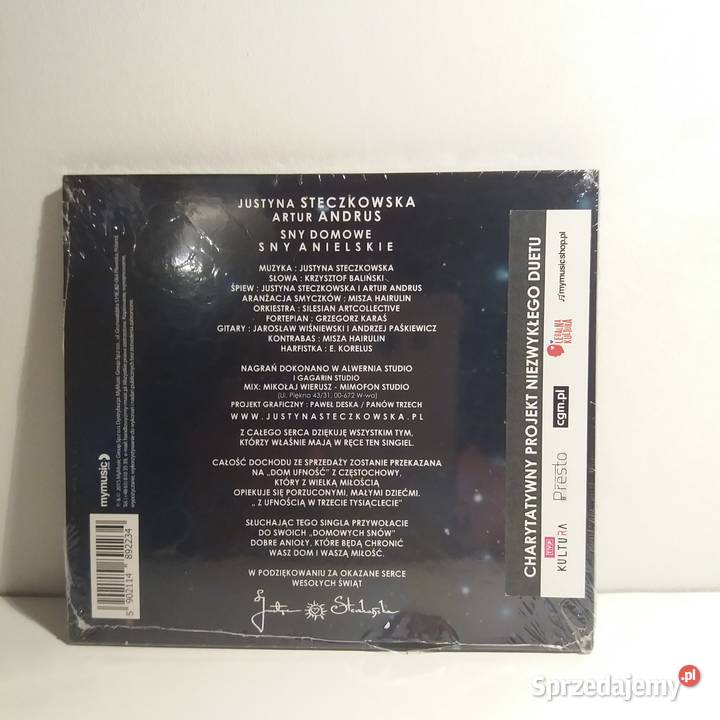 JUSTYNA STECZKOWSKA
ARTUR ANDRUS
SNY DOMOWE
SNY ANIELSKIE
MUZYKA : JUSTYNA STECZKOWSKA
SŁOWA : KRZYSZTOF BALIŃSKI
ŚPIEW : JUSTYNA STECZKOWSKA I ARTUR ANDRUS
ARANŻACJA SMYCZKÓW : MISZA HAIRULIN
ORKIESTRA : SILESIAN ARTCOLLECTIVE
FORTEPIAN : GRZEGORZ KARAŚ
GITARY : JAROSŁAW WIŚNIEWSKI I ANDRZEJ PAŚKIEWICZ
KONTRABAS : MISZA HAIRULIN
HARFISTKA : E. KORELUS
NAGRAŃ DOKONANO W ALWERNIA STUDIO
I GAGARIN STUDIO
MIX: MIKOŁAJ WIERUSZ - MIMOFON STUDIO
(UL. Piękna 43/31, 00-672 W-wa)
PROJEKT GRAFICZNY : PAWEŁ DESKA / PANÓW TRZECH
WWW.JUSTYNASTECZKOWSKA.PL
Z CAŁEGO SERCA DZIĘKUJĘ WSZYSTKIM TYM,
KTÓRZY WŁAŚNIE MAJĄ W RĘCE TEN SINGIEL.
CAŁOŚĆ DOCHODU ZE SPRZEDAŻY ZOSTANIE PRZEKAZANA
NA „DOM UFNOŚĆ” Z CZĘSTOCHOWY,
KTÓRY Z WIELKĄ MIŁOŚCIĄ
OPIEKUJE SIĘ PORZUCONYMI, MAŁYMI DZIEĆMI.
„ Z UFNOŚCIĄ W TRZECIE TYSIĄCLECIE”
SŁUCHAJĄC TEGO SINGLA PRZYWOŁACIE
DO SWOICH „DOMOWYCH SNÓW”
DOBRE ANIOŁY, KTÓRE BĘDĄ CHRONIĆ
WASZ DOM I WASZĄ MIŁOŚĆ.
W PODZIĘKOWANIU ZA OKAZANE SERCE
WESOŁYCH ŚWIĄT
mymusic
5 902114 892234
CHARYTATYWNY PROJEKT NIEZWYKŁEGO DUETU
TVP KULTURA
Presto
cgm.pl
LEGALNA KULTURA
mymusicshop.pl
Sprzedajemy.pl